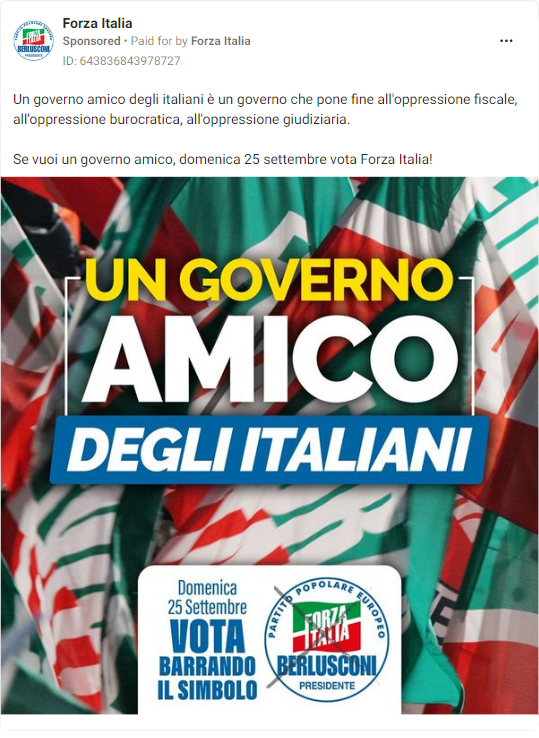 Forza Italia
Sponsored • Paid for by Forza Italia
ID: 643836843978727
Un governo amico degli italiani è un governo che pone fine all'oppressione fiscale,
all'oppressione burocratica, all'oppressione giudiziaria.
Se vuoi un governo amico, domenica 25 settembre vota Forza Italia!
UN GOVERNO
AMICO
DEGLI ITALIANI
Domenica
25 Settembre
VOTA
BARRANDO
IL SIMBOLO
PARTITO POPOLARE EUROPEO
FORZA
ITALIA
BERLUSCONI
PRESIDENTE